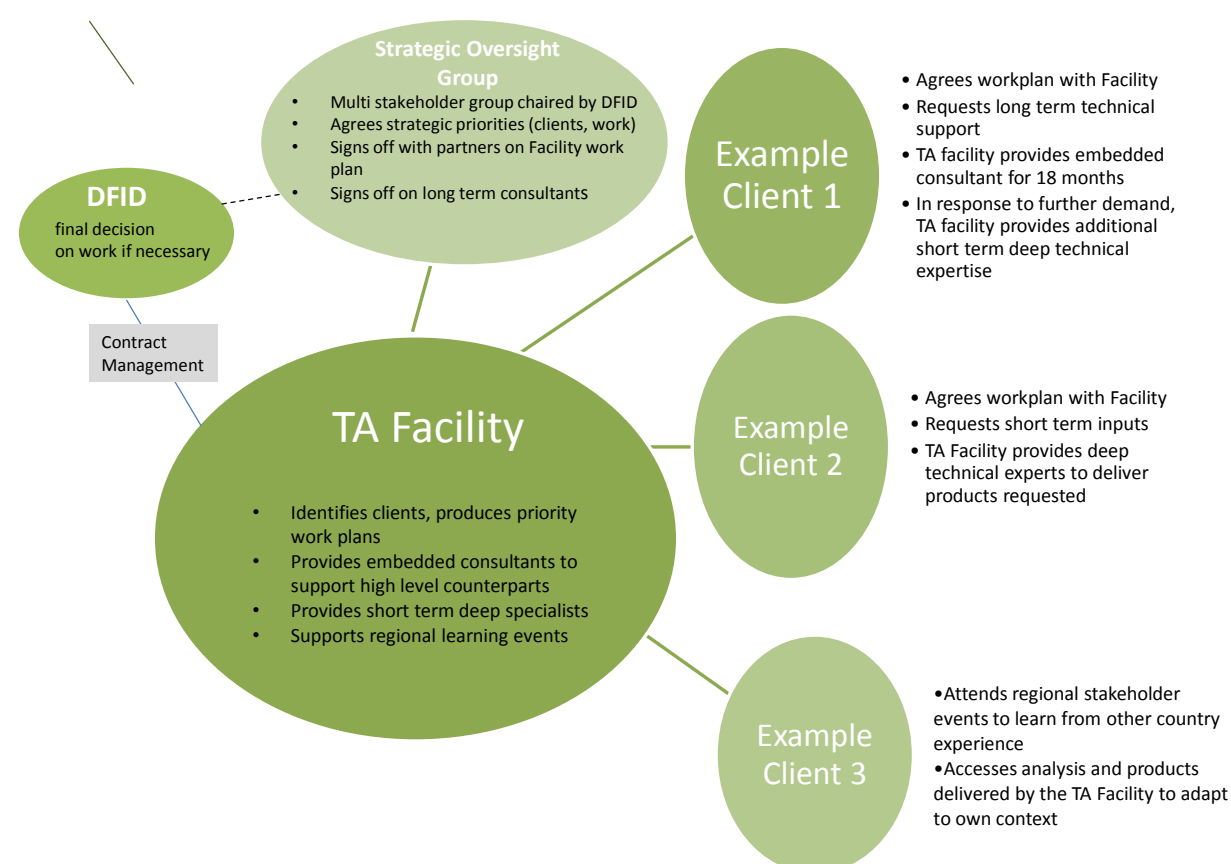 Strategic Oversight
Group
• Multi stakeholder group chaired by DFID
• Agrees strategic priorities (clients, work)
• Signs off with partners on Facility work
plan
• Signs off on long term consultants
DFID
final decision
on work if necessary
Contract
Management
TA Facility
• Identifies clients, produces priority
work plans
• Provides embedded consultants to
support high level counterparts
• Provides short term deep specialists
• Supports regional learning events
Example
Client 1
• Agrees workplan with Facility
• Requests long term technical
support
• TA facility provides embedded
consultant for 18 months
• In response to further demand,
TA facility provides additional
short term deep technical
expertise
Example
Client 2
• Agrees workplan with Facility
• Requests short term inputs
• TA Facility provides deep
technical experts to deliver
products requested
Example
Client 3
•Attends regional stakeholder
events to learn from other country
experience
•Accesses analysis and products
delivered by the TA Facility to adapt
to own context